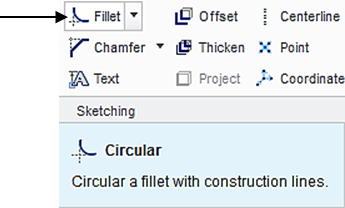 Fillet Offset Centerline
Chamfer Thicken Point
Text Project Coordinate
Sketching
Circular
Circular a fillet with construction lines.